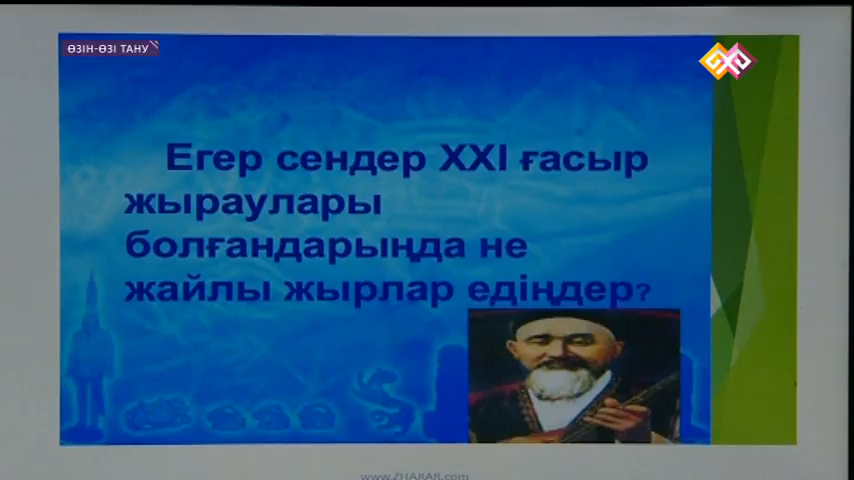 ӨЗІН-ӨЗІ ТАНУ
Егер сендер XXI ғасыр
жыраулары
болғандарыңда не
жайлы жырлар едіңдер?
www.ZHARAR.com